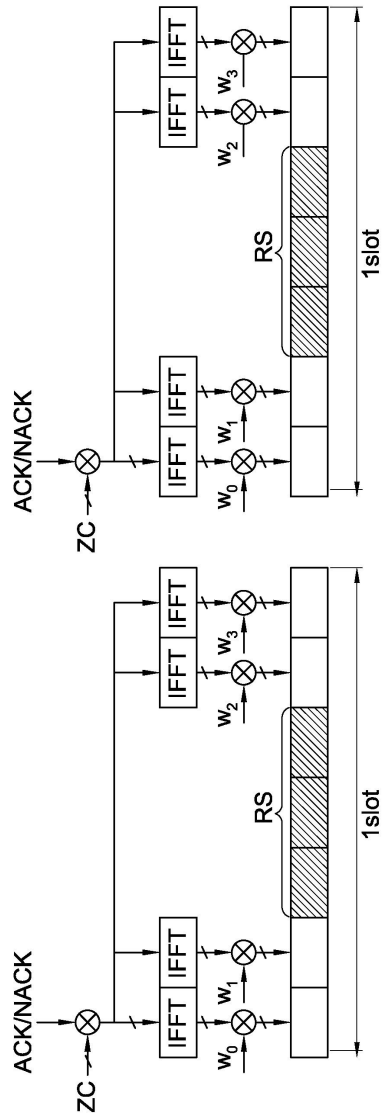 ACK/NACK
ZC
IFFT IFFT IFFT IFFT
W0 W1 W2 W3
RS
1slot
ACK/NACK
ZC
IFFT IFFT IFFT IFFT
W0 W1 W2 W3
RS
1slot